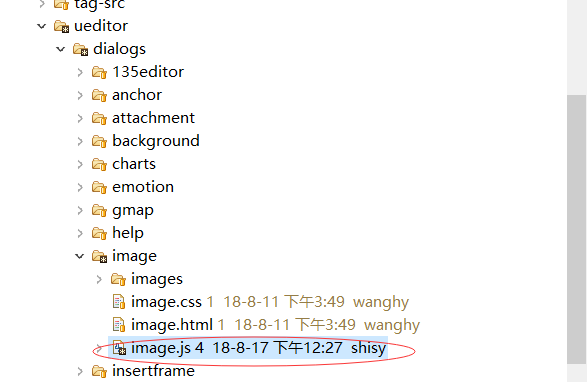 tag-src
ueditor
dialogs
135editor
anchor
attachment
background
charts
emotion
gmap
help
image
images
image.css 1 18-8-11 下午3:49 wanghy
image.html 1 18-8-11 下午3:49 wanghy
image.js 4 18-8-17 下午12:27 shisy
insertframe